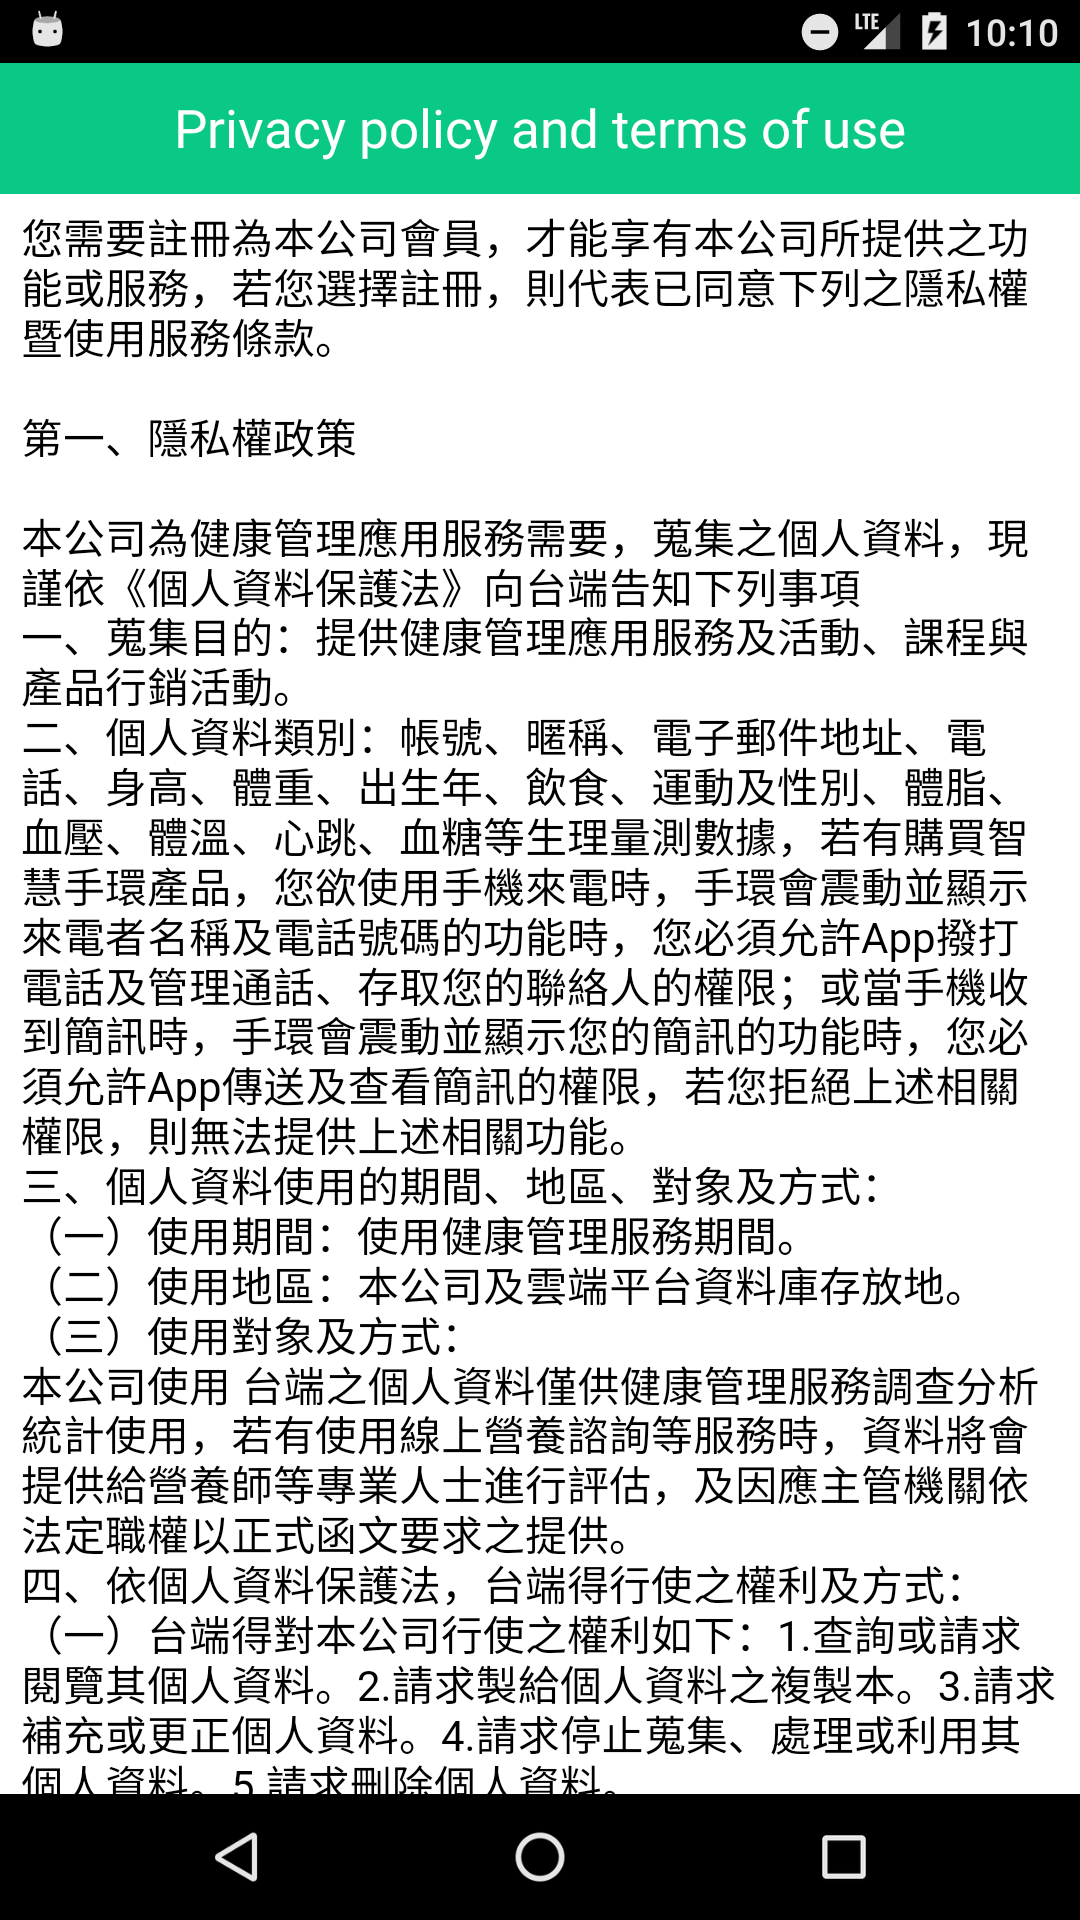 LTE 10:10
Privacy policy and terms of use
您需要註冊為本公司會員，才能享有本公司所提供之功
能或服務，若您選擇註冊，則代表已同意下列之隱私權
暨使用服務條款。
第一、隱私權政策
本公司為健康管理應用服務需要，蒐集之個人資料，現
謹依《個人資料保護法》向台端告知下列事項
一、蒐集目的：提供健康管理應用服務及活動、課程與
產品行銷活動。
二、個人資料類別：帳號、暱稱、電子郵件地址、電
話、身高、體重、出生年、飲食、運動及性別、體脂、
血壓、體溫、心跳、血糖等生理量測數據，若有購買智
慧手環產品，您欲使用手機來電時，手環會震動並顯示
來電者名稱及電話號碼的功能時，您必須允許App撥打
電話及管理通話、存取您的聯絡人的權限；或當手機收
到簡訊時，手環會震動並顯示您的簡訊的功能時，您必
須允許App傳送及查看簡訊的權限，若您拒絕上述相關
權限，則無法提供上述相關功能。
三、個人資料使用的期間、地區、對象及方式：
（一）使用期間：使用健康管理服務期間。
（二）使用地區：本公司及雲端平台資料庫存放地。
（三）使用對象及方式：
本公司使用 台端之個人資料僅供健康管理服務調查分析
統計使用，若有使用線上營養諮詢等服務時，資料將會
提供給營養師等專業人士進行評估，及因應主管機關依
法定職權以正式函文要求之提供。
四、依個人資料保護法，台端得行使之權利及方式：
（一）台端得對本公司行使之權利如下：1.查詢或請求
閱覽其個人資料。2.請求製給個人資料之複製本。3.請求
補充或更正個人資料。4.請求停止蒐集、處理或利用其
個人資料。5.請求刪除個人資料。